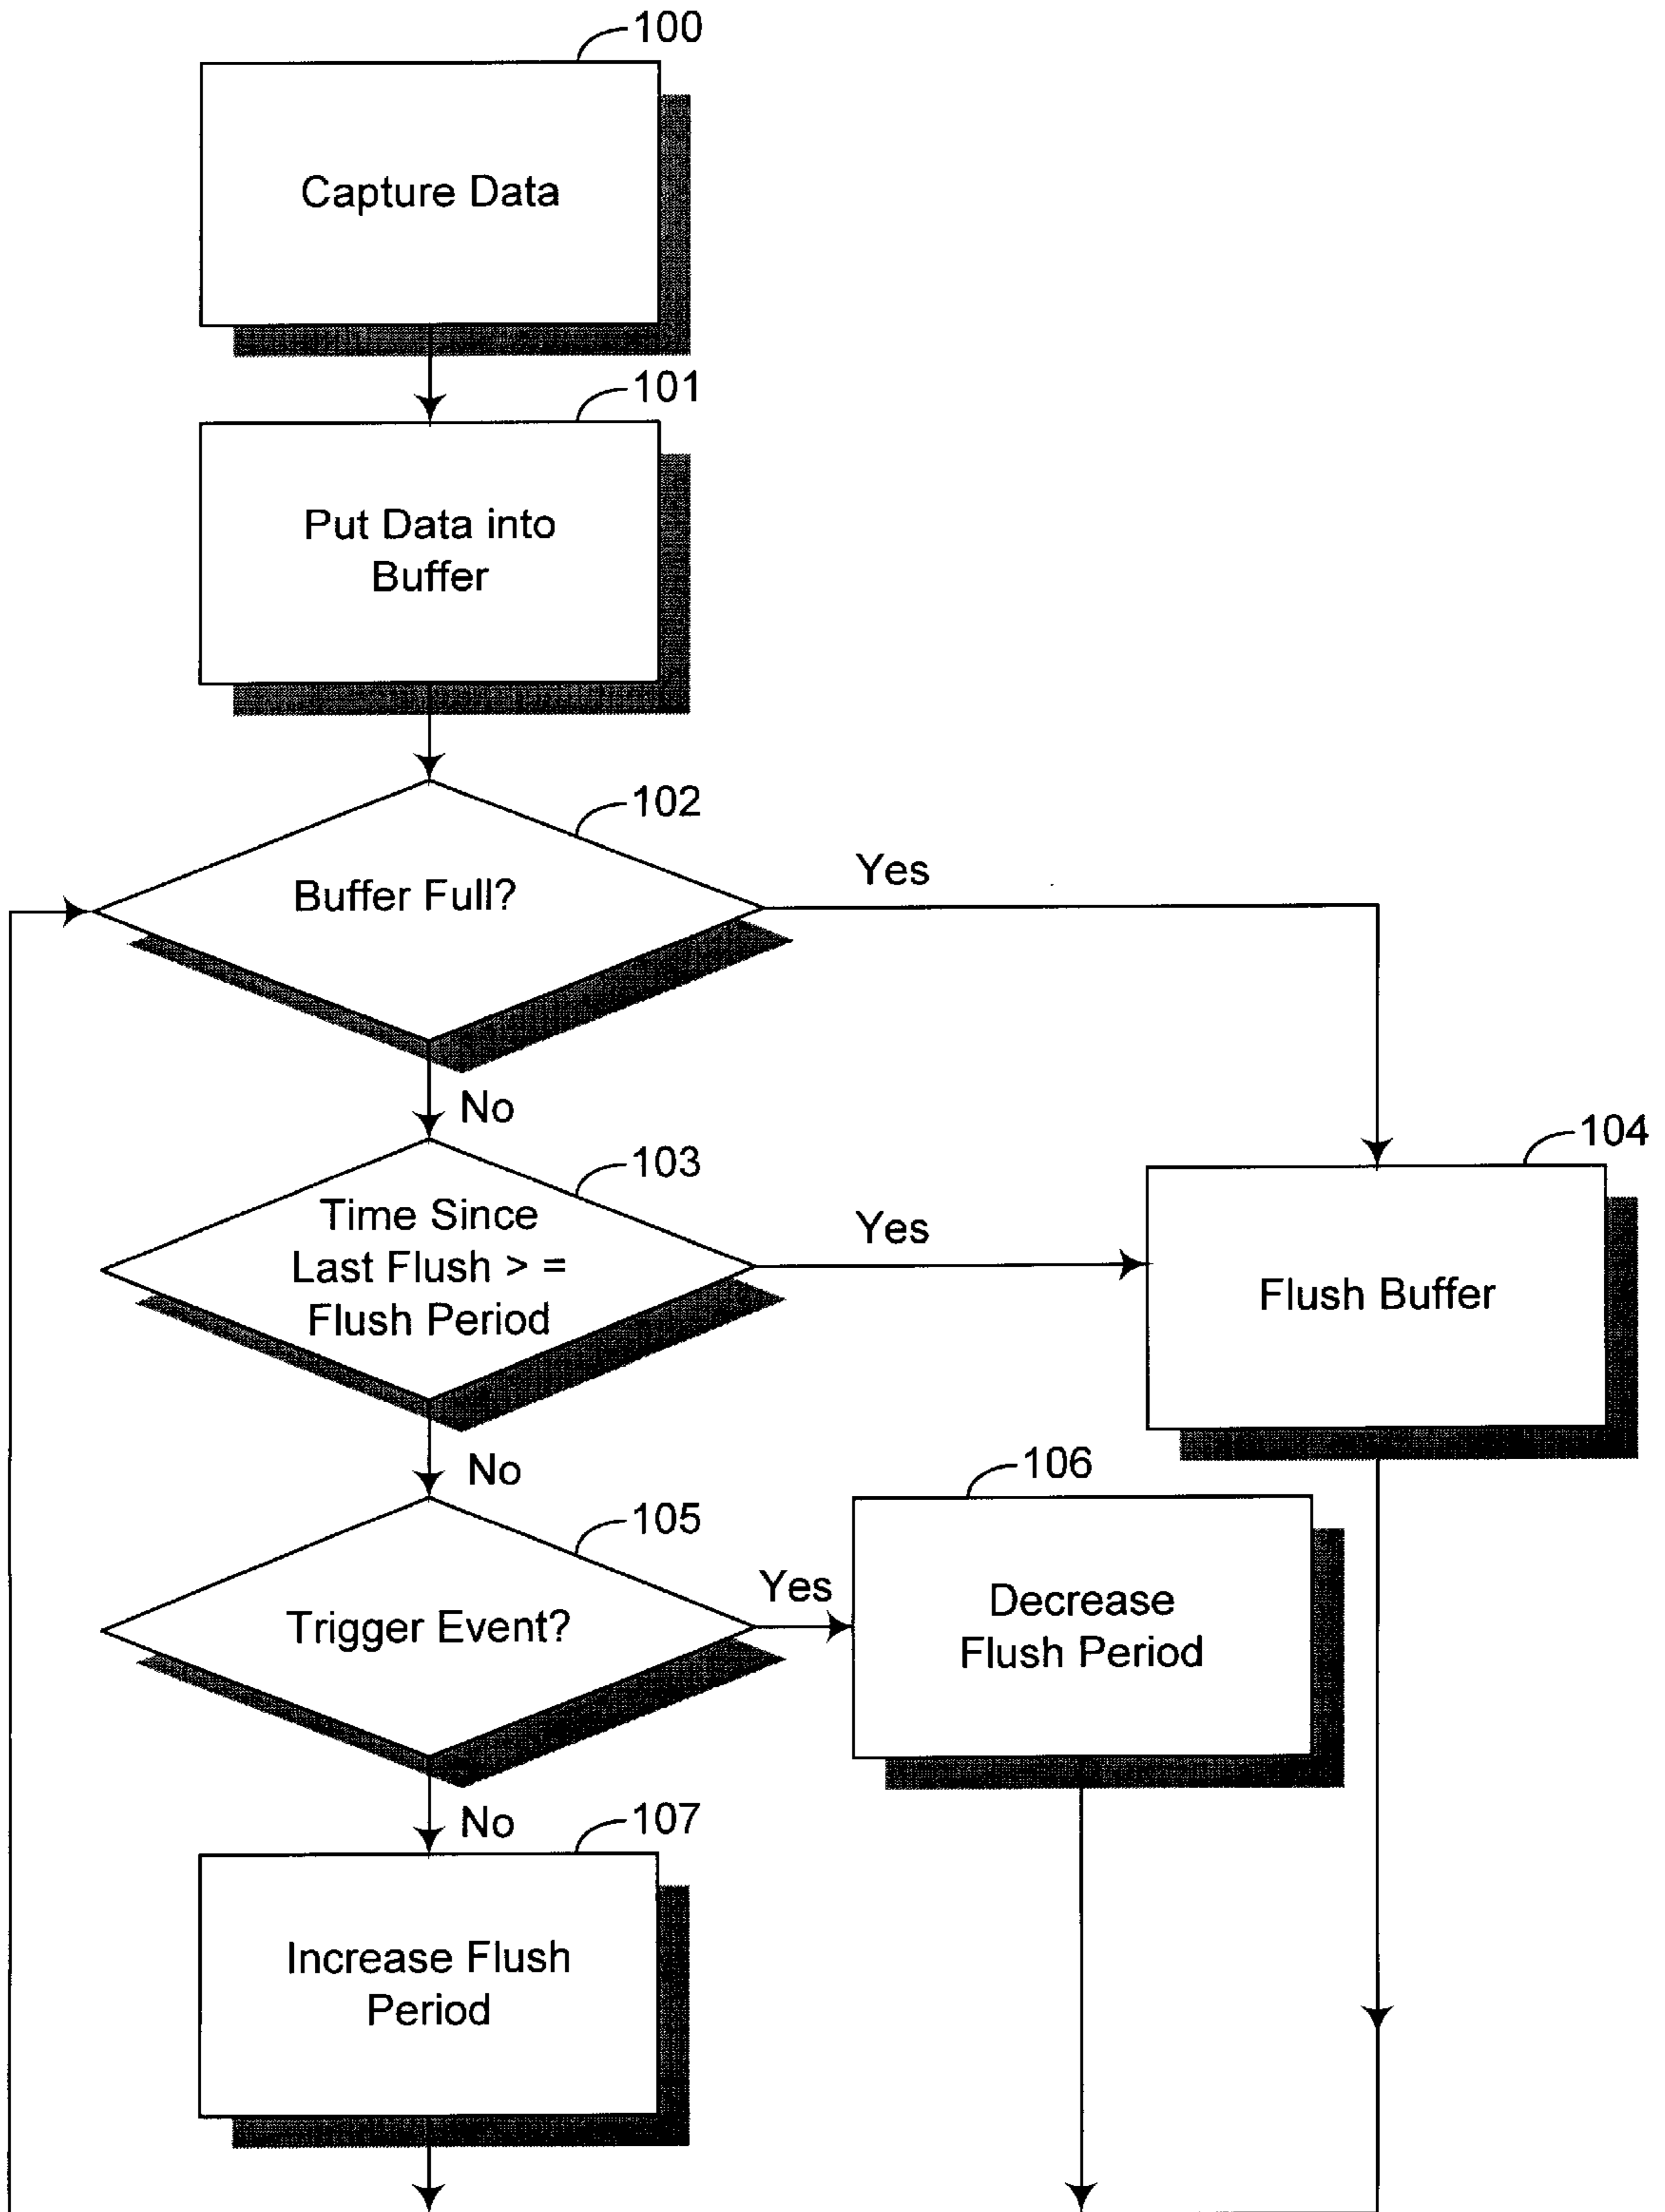 100
Capture Data
101
Put Data into
Buffer
102
Buffer Full?
Yes
No
103
Time Since
Last Flush > =
Flush Period
Yes
104
Flush Buffer
No
105
Trigger Event?
Yes
106
Decrease
Flush Period
No
107
Increase Flush
Period